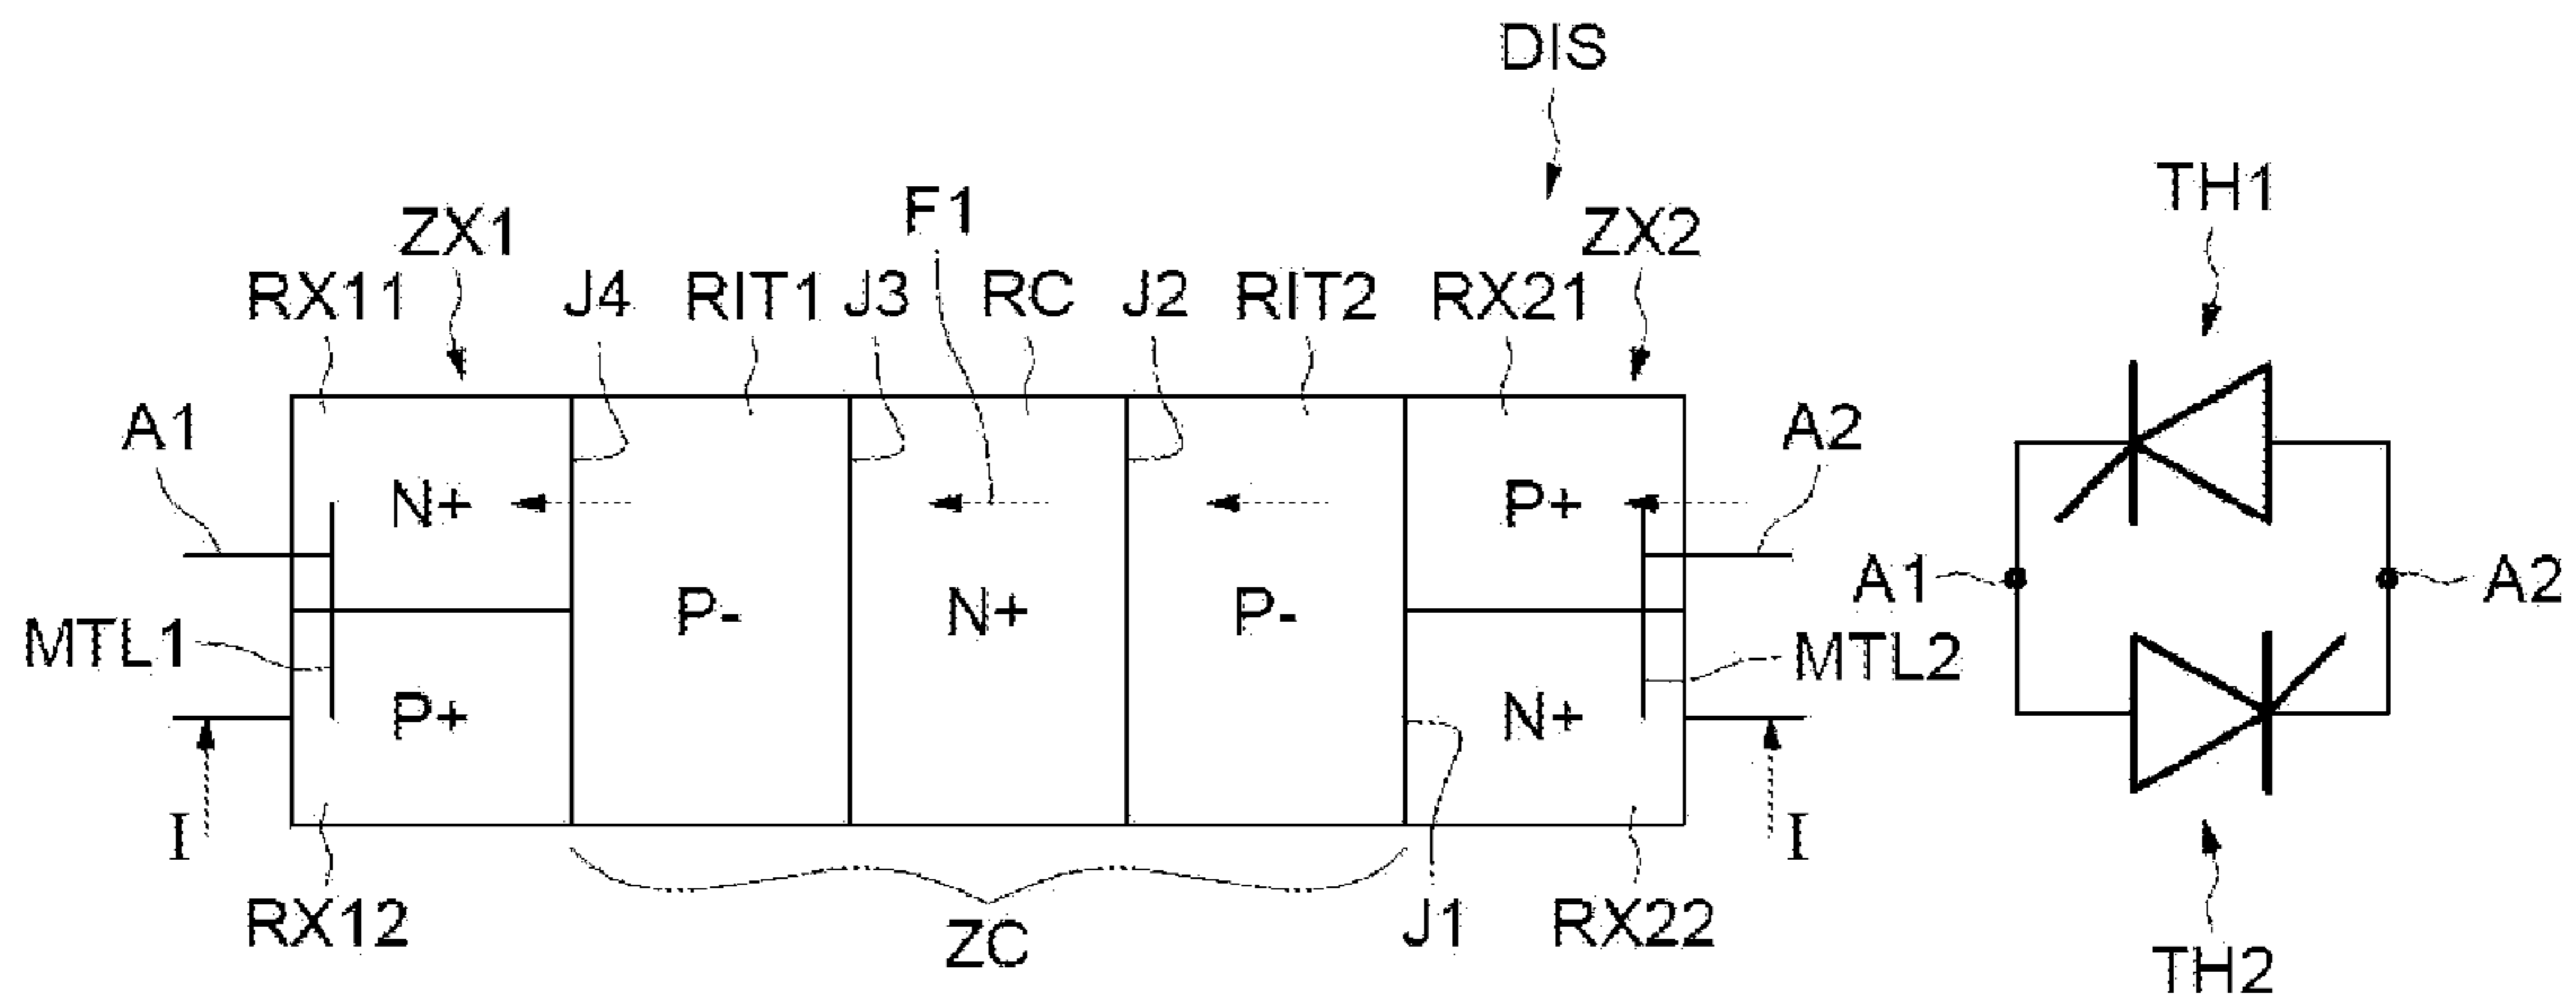 DIS
TH1
ZX1 F1 ZX2
RX11 J4 RIT1 J3 RC J2 RIT2 RX21
A1 A2
N+ P+
A1 A2
P- N+ P-
MTL1 MTL2
P+ N+
I I
RX12 ZC J1 RX22
TH2